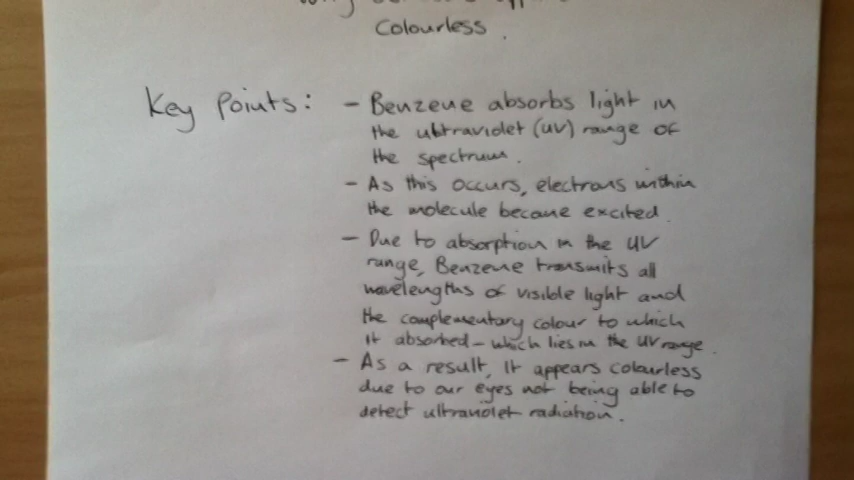 Why
Colourless.
Key Points: - Benzene absorbs light in
the ultraviolet (UV) range of
the spectrum.
- As this occurs, electrons within
the molecule become excited.
- Due to absorption in the UV
range, Benzene transmits all
wavelengths of visible light and
the complementary colour to which
it absorbed - which lies in the UV range.
- As a result, it appears colourless
due to our eyes not being able to
detect ultraviolet radiation.